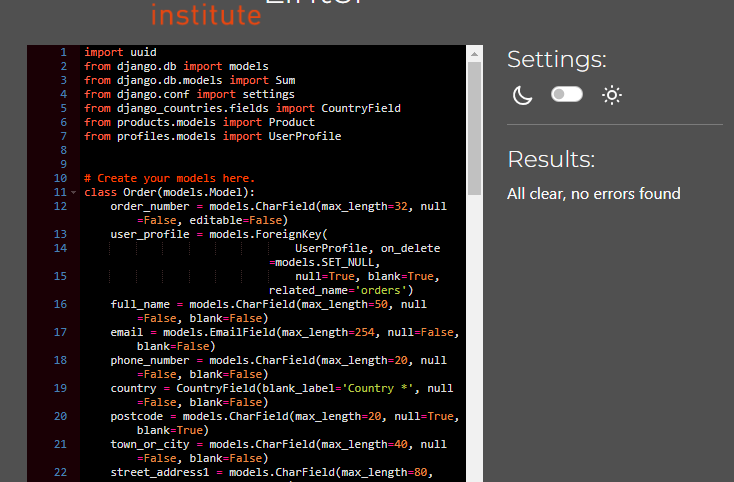 institute
Settings:
Results:
All clear, no errors found
1 import uuid
2 from django.db import models
3 from django.db.models import Sum
4 from django.conf import settings
5 from django_countries.fields import CountryField
6 from products.models import Product
7 from profiles.models import UserProfile
8
9
10 # Create your models here.
11 class Order(models.Model):
12 order_number = models.CharField(max_length=32, null
=False, editable=False)
13 user_profile = models.ForeignKey(
14 UserProfile, on_delete
=models.SET_NULL,
15 null=True, blank=True,
related_name='orders')
16 full_name = models.CharField(max_length=50, null
=False, blank=False)
17 email = models.EmailField(max_length=254, null=False,
blank=False)
18 phone_number = models.CharField(max_length=20, null
=False, blank=False)
19 country = CountryField(blank_label='Country *', null
=False, blank=False)
20 postcode = models.CharField(max_length=20, null=True,
blank=True)
21 town_or_city = models.CharField(max_length=40, null
=False, blank=False)
22 street_address1 = models.CharField(max_length=80,